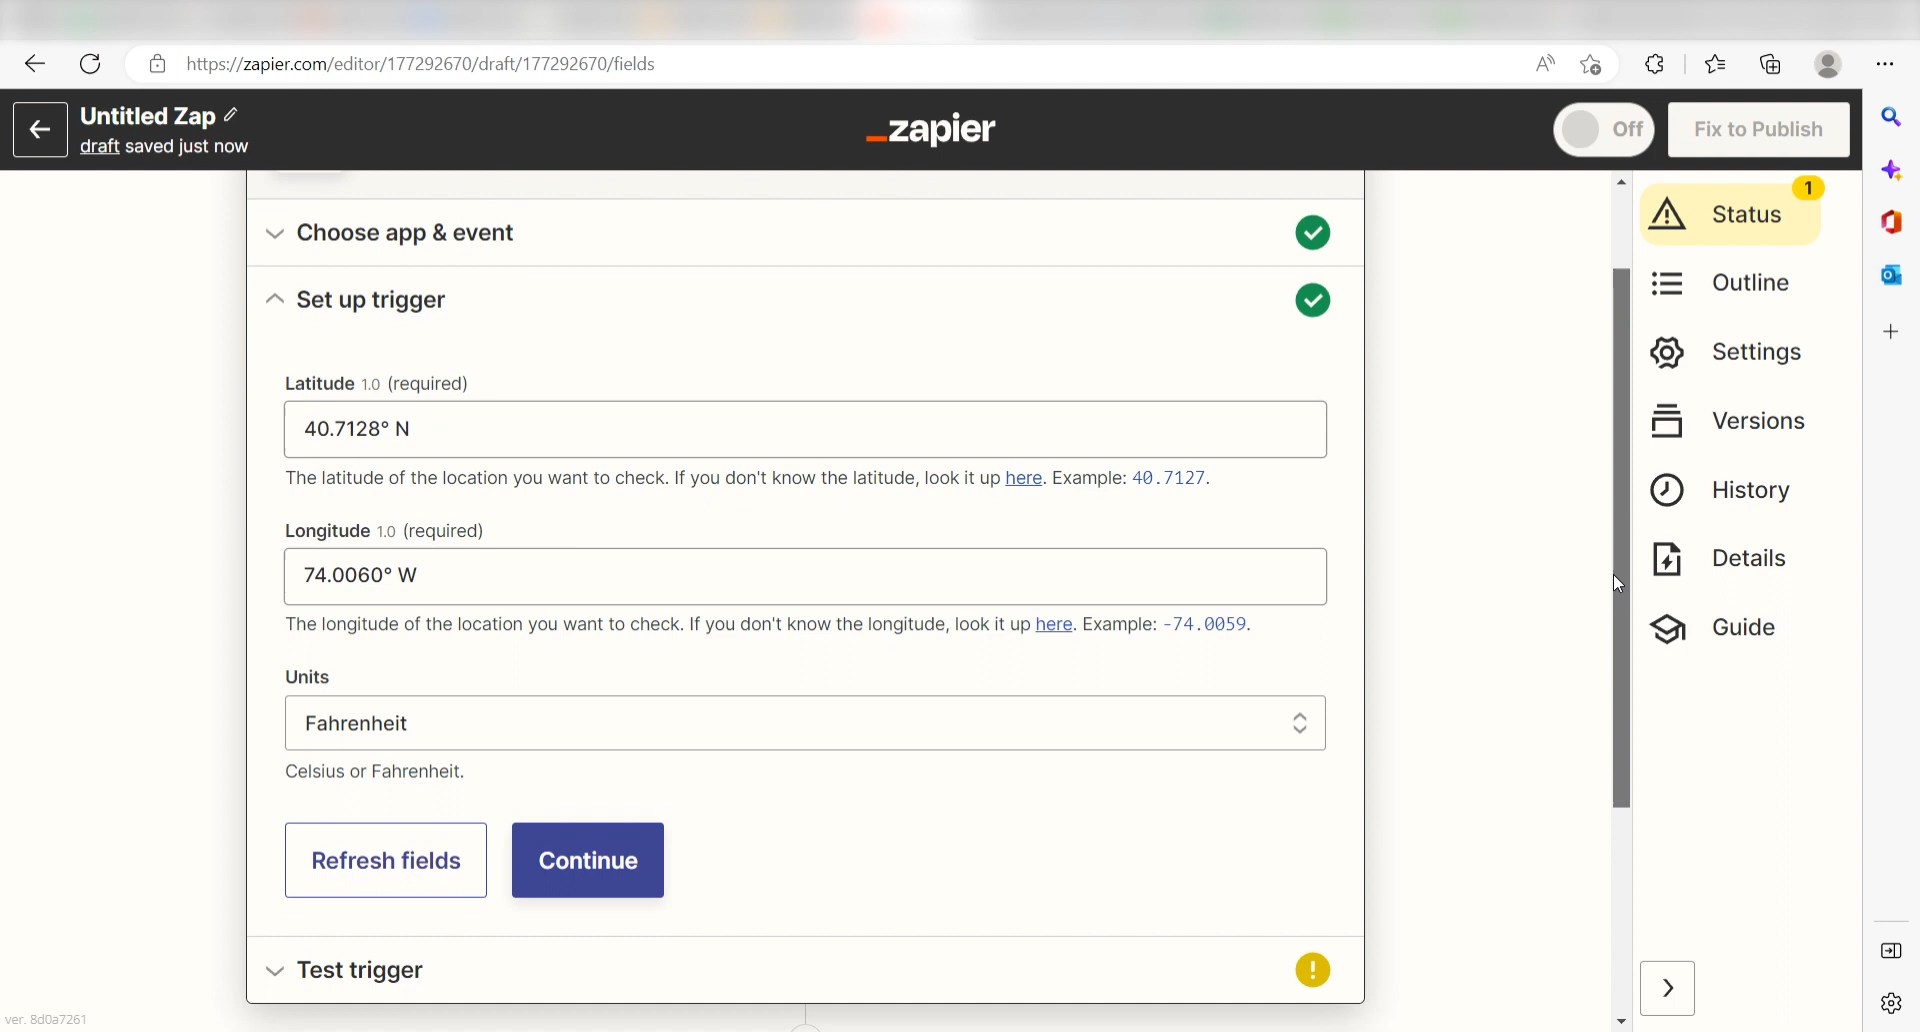 https://zapier.com/editor/177292670/draft/177292670/fields
Untitled Zap
draft saved just now
_zapier
Off
Fix to Publish
1
Status
Outline
Settings
Versions
History
Details
Guide
Choose app & event
Set up trigger
Latitude 1.0 (required)
40.7128° N
The latitude of the location you want to check. If you don't know the latitude, look it up here. Example: 40.7127.
Longitude 1.0 (required)
74.0060° W
The longitude of the location you want to check. If you don't know the longitude, look it up here. Example: -74.0059.
Units
Fahrenheit
Celsius or Fahrenheit.
Refresh fields
Continue
Test trigger
ver. 8d0a7261